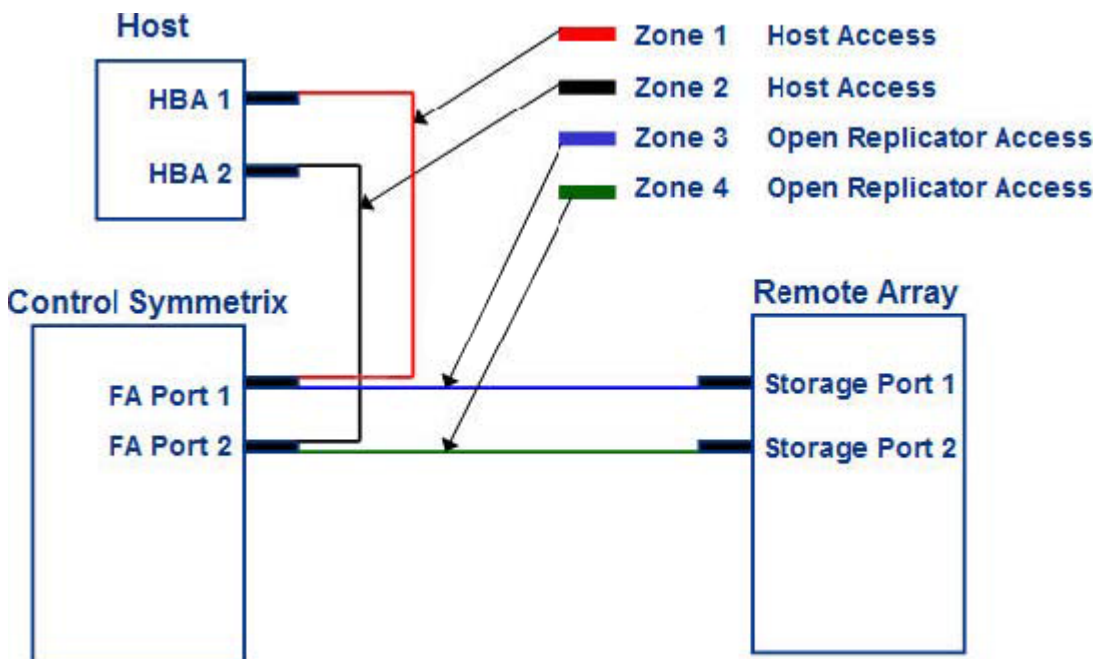 Host
HBA 1
HBA 2
Zone 1 Host Access
Zone 2 Host Access
Zone 3 Open Replicator Access
Zone 4 Open Replicator Access
Control Symmetrix
FA Port 1
FA Port 2
Remote Array
Storage Port 1
Storage Port 2